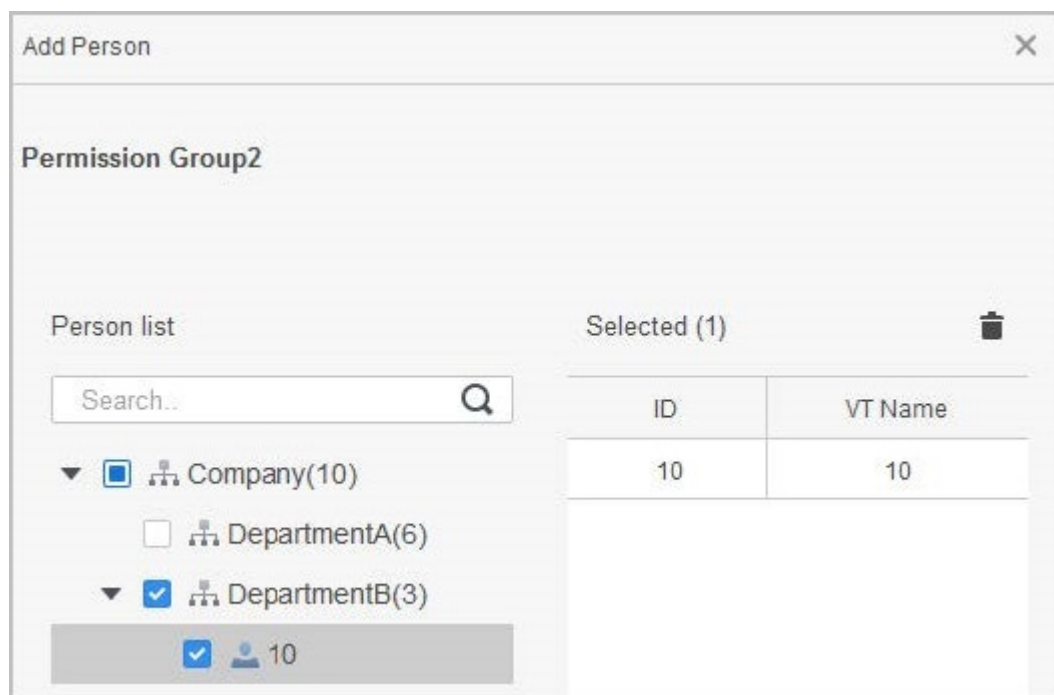 Add Person
Permission Group2
Person list
Search..
Company(10)
DepartmentA(6)
DepartmentB(3)
10
Selected (1)
ID VT Name
10 10